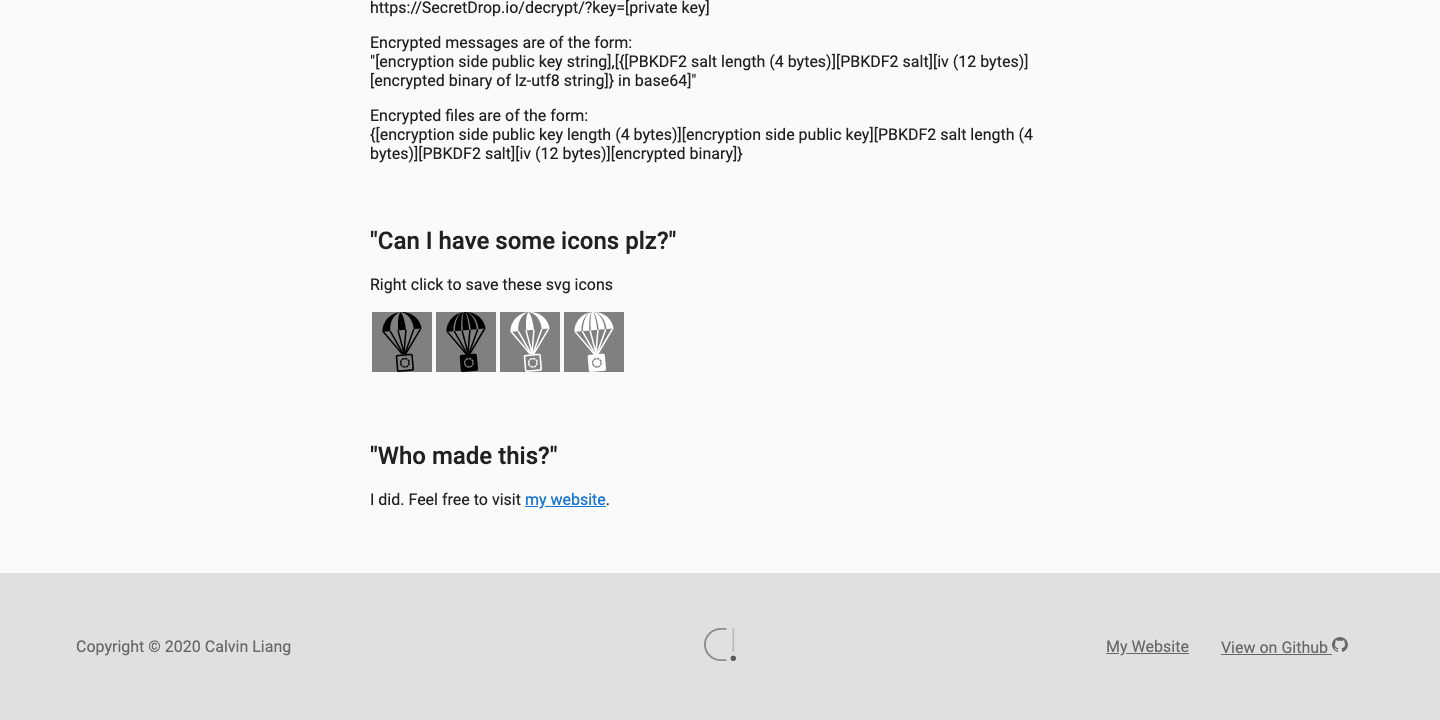 https://SecretDrop.io/decrypt/?key=[private key]
Encrypted messages are of the form:
"[encryption side public key string],[{[PBKDF2 salt length (4 bytes)][PBKDF2 salt][iv (12 bytes)]
[encrypted binary of lz-utf8 string]} in base64]"
Encrypted files are of the form:
{[encryption side public key length (4 bytes)][encryption side public key][PBKDF2 salt length (4
bytes)][PBKDF2 salt][iv (12 bytes)][encrypted binary]}
"Can I have some icons plz?"
Right click to save these svg icons
"Who made this?"
I did. Feel free to visit my website.
Copyright © 2020 Calvin Liang
My Website
View on Github